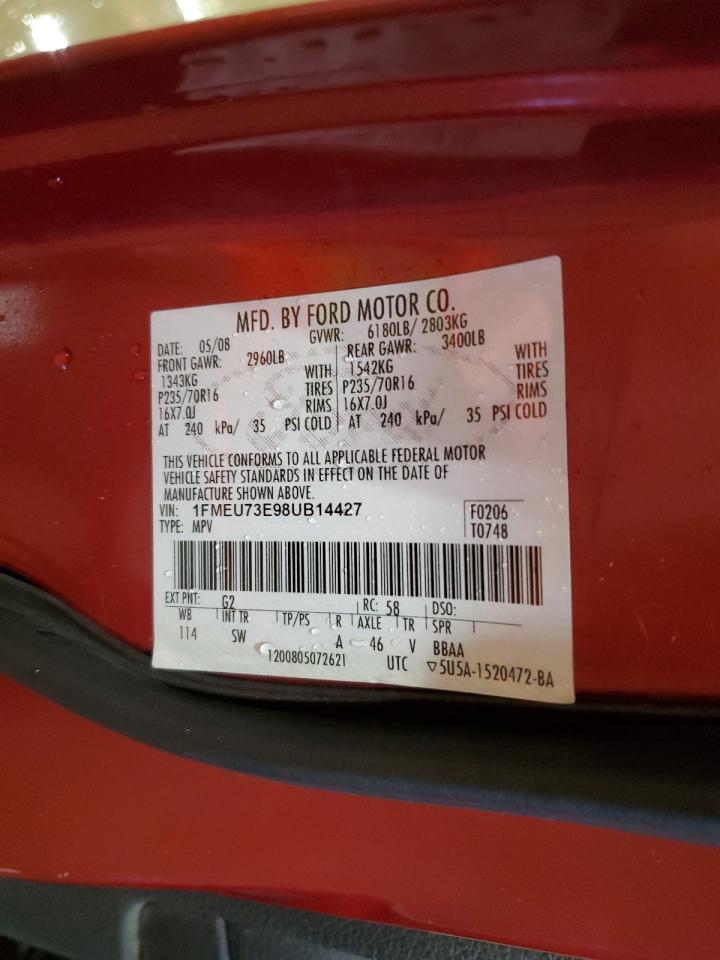 MFD. BY FORD MOTOR CO.
DATE: 05/08 GVWR: 6180LB/ 2803KG
FRONT GAWR: 2960LB REAR GAWR: 3400LB
1343KG WITH 1542KG WITH
P235/70R16 TIRES P235/70R16 TIRES
16X7.0J RIMS 16X7.0J RIMS
AT 240 kPa/ 35 PSI COLD AT 240 kPa/ 35 PSI COLD
THIS VEHICLE CONFORMS TO ALL APPLICABLE FEDERAL MOTOR
VEHICLE SAFETY STANDARDS IN EFFECT ON THE DATE OF
MANUFACTURE SHOWN ABOVE.
VIN: 1FMEU73E98UB14427 F0206
TYPE: MPV T0748
EXT PNT: G2 RC: 58 DSO:
WB INT TR TP/PS R AXLE TR SPR
114 SW A 46 V BBAA
1200805072621 UTC ▽5U5A-1520472-BA